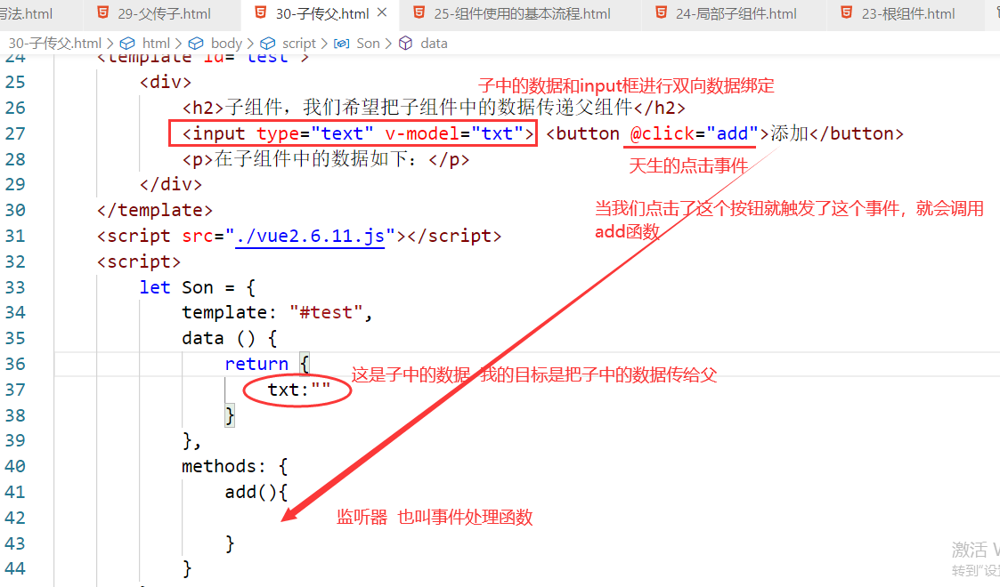 写法.html 29-父传子.html 30-子传父.html × 25-组件使用的基本流程.html 24-局部子组件.html 23-根组件.html
30-子传父.html > html > body > script > Son > data
24 <template id="test">
25 <div>
子中的数据和input框进行双向数据绑定
26 <h2>子组件，我们希望把子组件中的数据传递父组件</h2>
27 <input type="text" v-model="txt"> <button @click="add">添加</button>
28 <p>在子组件中的数据如下：</p>
天生的点击事件
29 </div>
30 </template>
当我们点击了这个按钮就触发了这个事件，就会调用
add函数
31 <script src="./vue2.6.11.js"></script>
32 <script>
33 let Son = {
34 template: "#test",
35 data () {
36 return {
这是子中的数据 我的目标是把子中的数据传给父
37 txt:""
38 }
39 },
40 methods: {
41 add(){
42
监听器 也叫事件处理函数
43 }
44 }
激活
转到"设